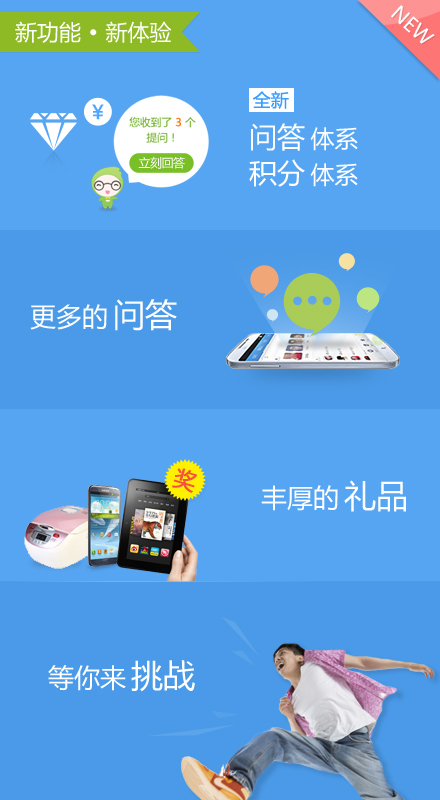 新功能 • 新体验
NEW
¥
您收到了 3 个
提问！
立刻回答
全新
问答 体系
积分 体系
更多的 问答
奖
丰厚的 礼品
等你来 挑战